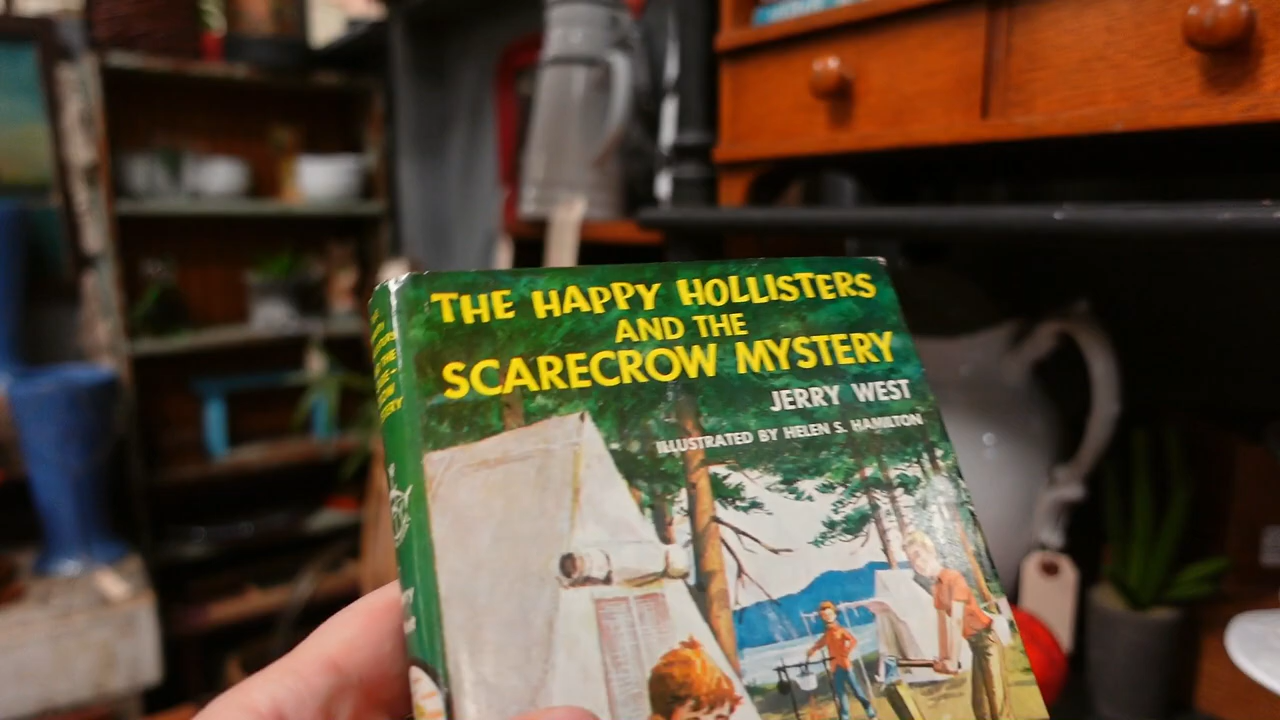 THE HAPPY HOLLISTERS
AND THE
SCARECROW MYSTERY
JERRY WEST
ILLUSTRATED BY HELEN S. HAMILTON